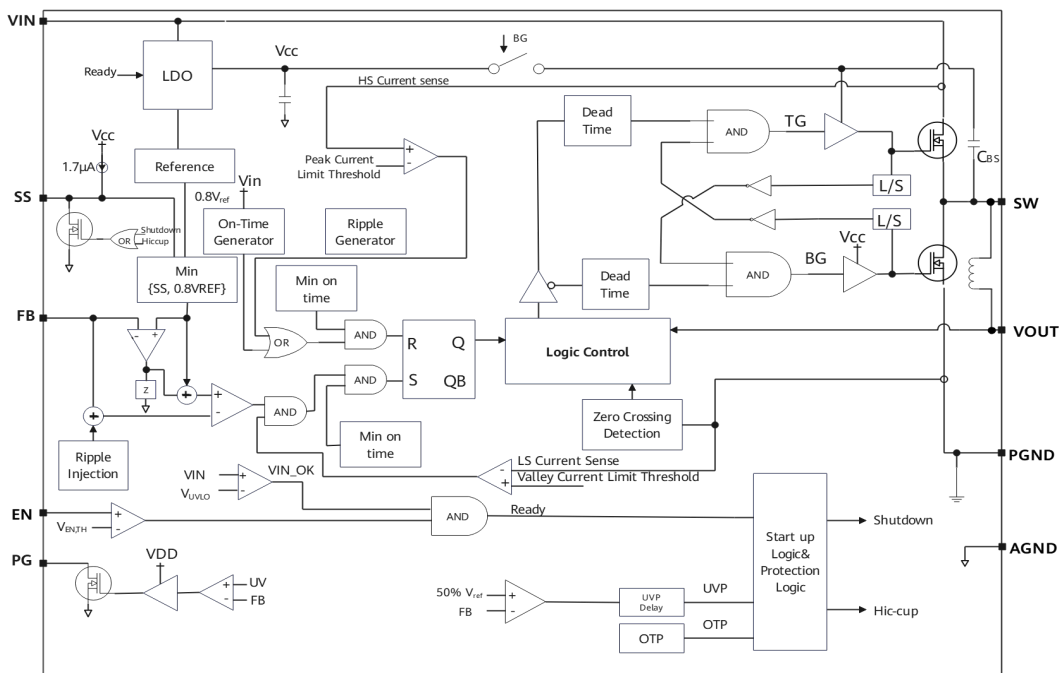 VIN
BG
Vcc
LDO
Ready
HS Current sense
Dead
Time
AND
TG
Vcc
1.7µA
Reference
Peak Current
Limit Threshold
+
-
CBS
L/S
SS
0.8Vref
Vin
SW
Shutdown
Hiccup
OR
On-Time
Generator
Ripple
Generator
L/S
Min
{SS, 0.8VREF}
Min on
time
Dead
Time
AND
BG
Vcc
FB
- +
OR
AND
R
Q
S
QB
Logic Control
VOUT
Z
+
+
-
AND
AND
+
Min on
time
Zero Crossing
Detection
Ripple
Injection
PGND
VIN
VUVLO
+
-
VIN_OK
-
+
LS Current Sense
Valley Current Limit Threshold
EN
VEN,TH
+
-
AND
Ready
Start up
Logic&
Protection
Logic
Shutdown
AGND
PG
VDD
+
-
UV
FB
50% Vref
FB
+
-
UVP
Delay
UVP
Hic-cup
OTP
OTP